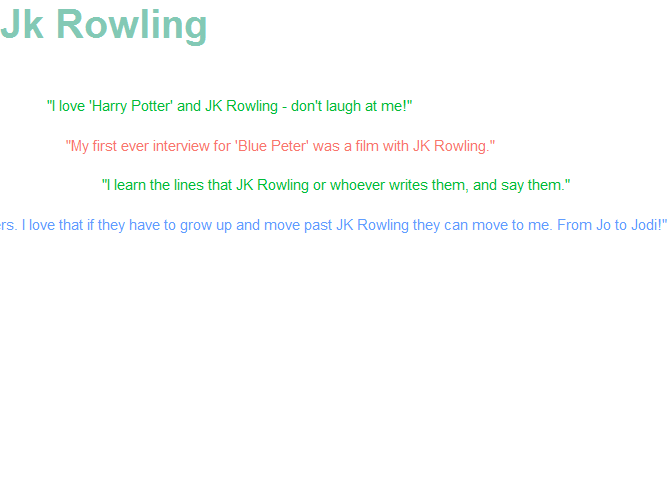 Jk Rowling
"I love 'Harry Potter' and JK Rowling - don't laugh at me!"
"My first ever interview for 'Blue Peter' was a film with JK Rowling."
"I learn the lines that JK Rowling or whoever writes them, and say them."
I love that if they have to grow up and move past JK Rowling they can move to me. From Jo to Jodi!"